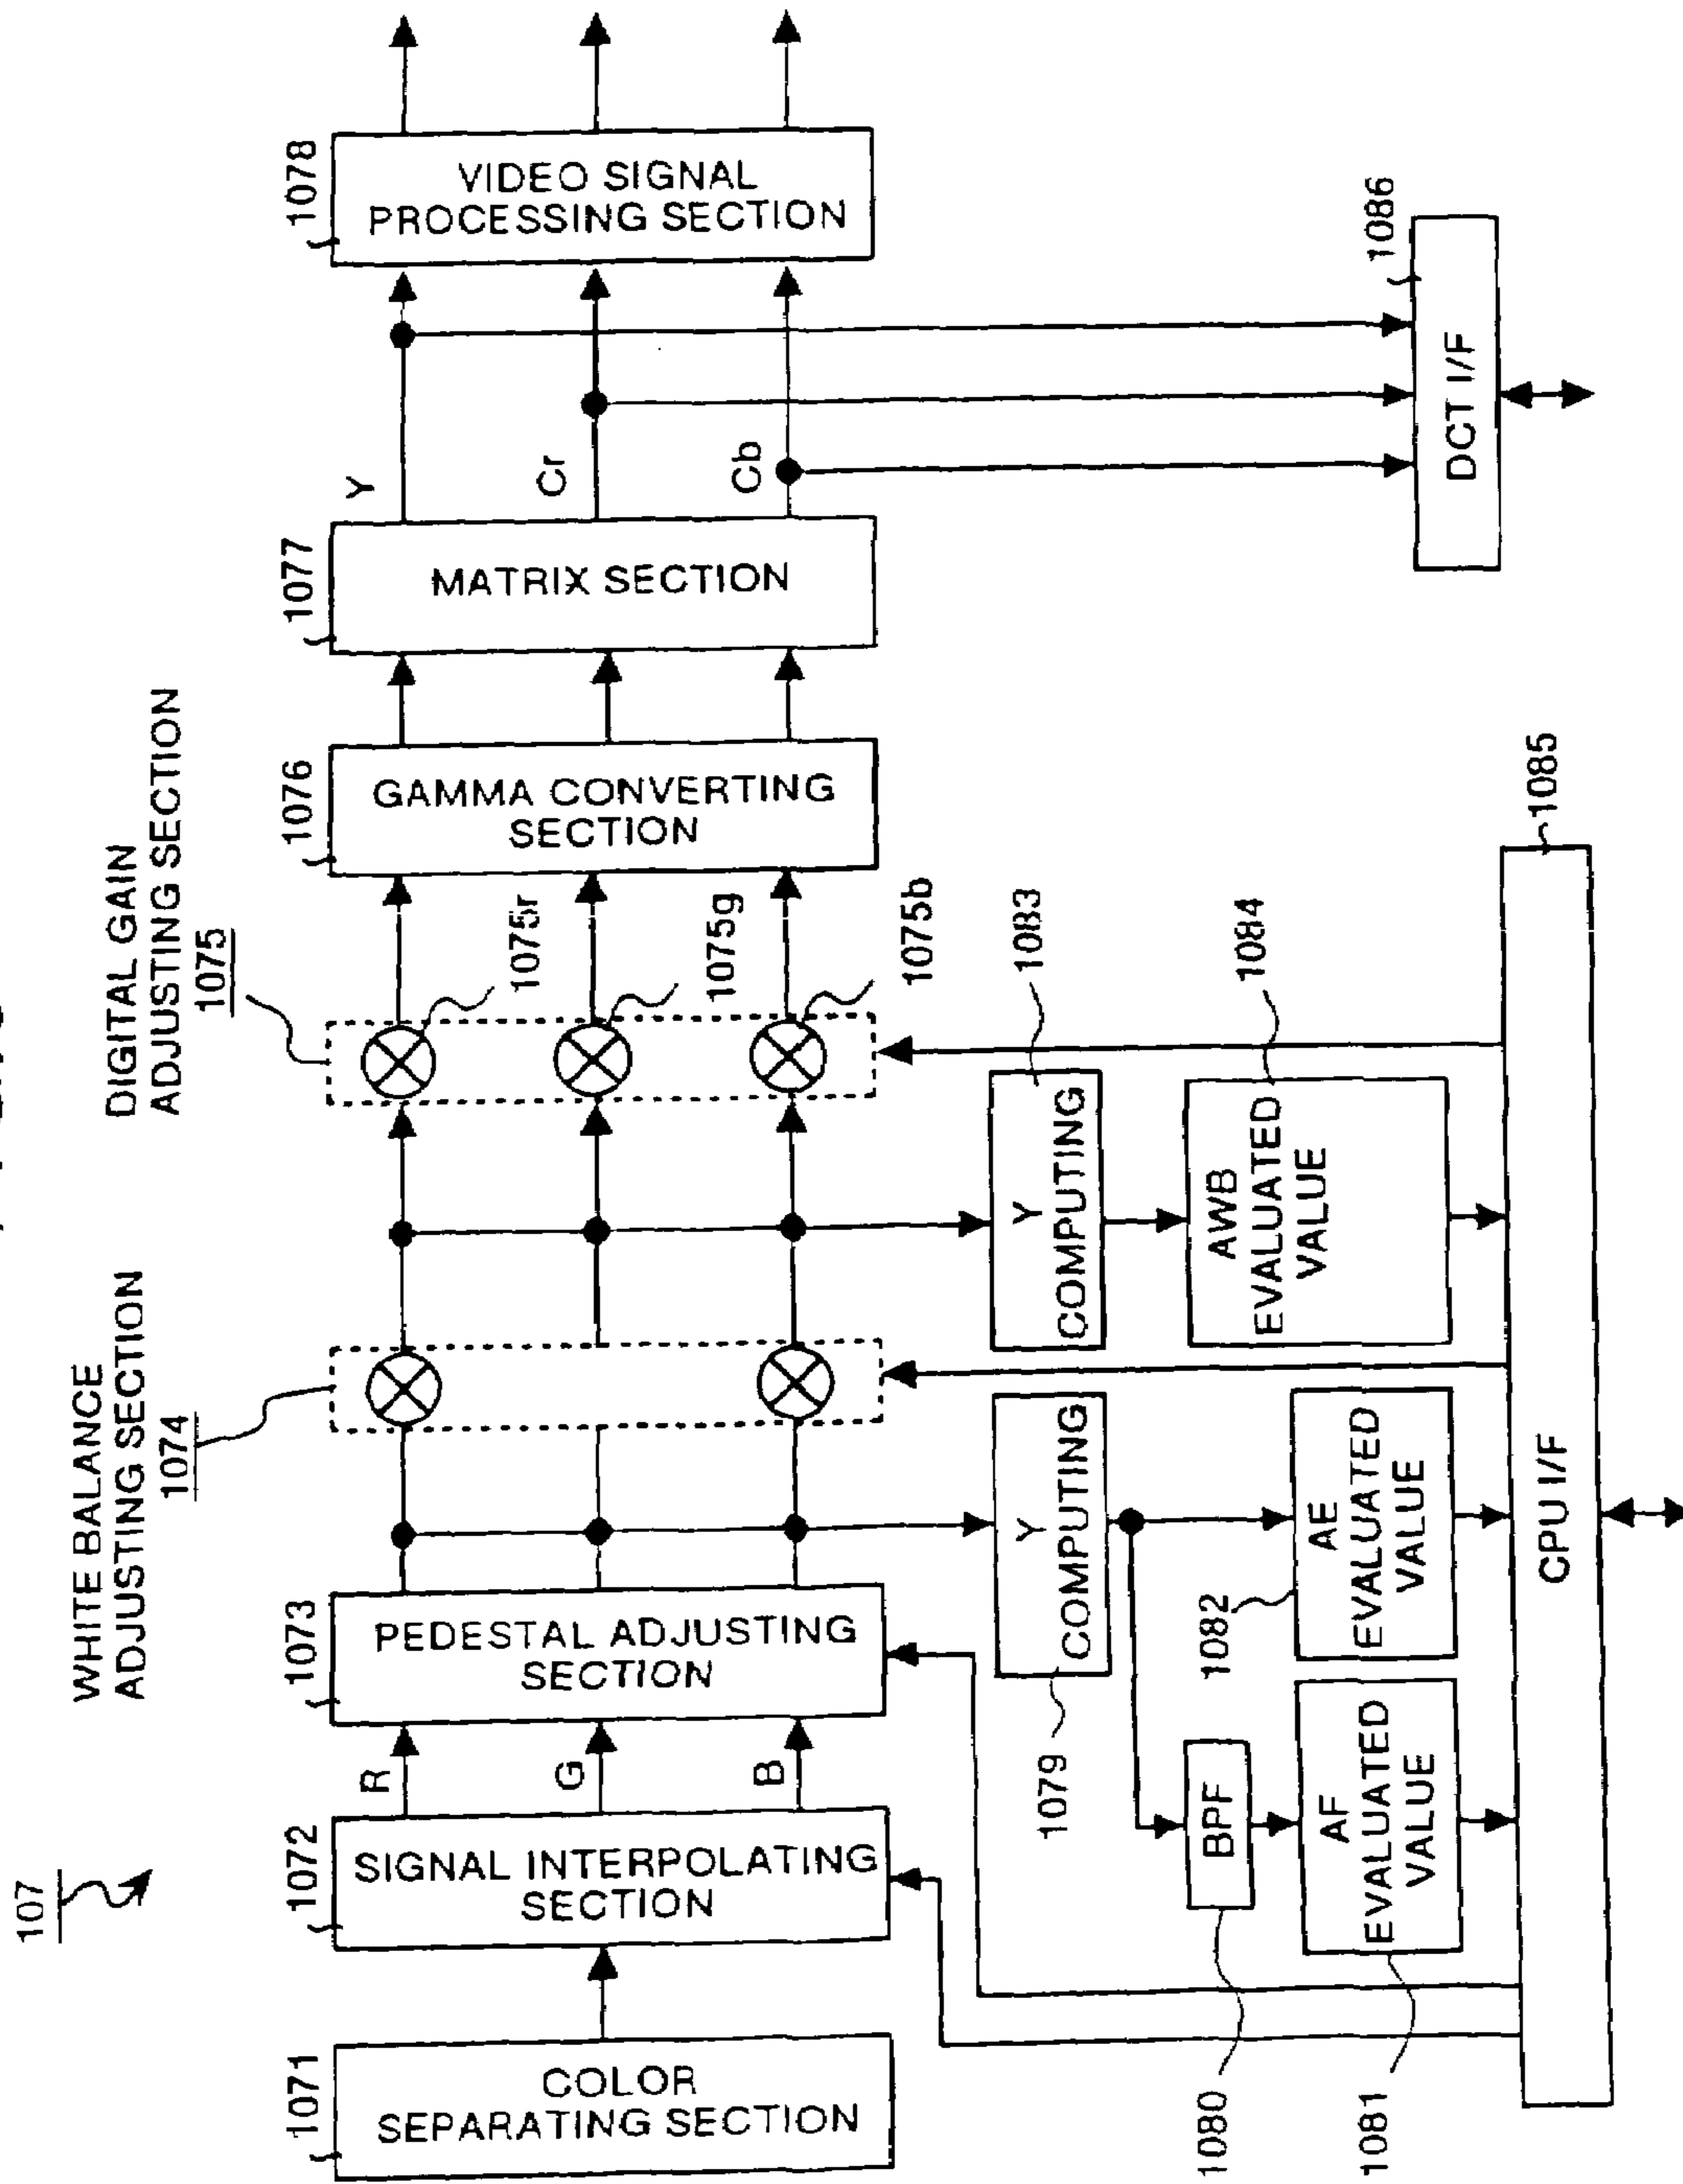 107
WHITE BALANCE
ADJUSTING SECTION
1074
DIGITAL GAIN
ADJUSTING SECTION
1075
1071
COLOR
SEPARATING SECTION
1072
SIGNAL INTERPOLATING
SECTION
R
G
B
1073
PEDESTAL ADJUSTING
SECTION
1075r
1075g
1075b
1076
GAMMA CONVERTING
SECTION
1077
MATRIX SECTION
Y
Cr
Cb
1078
VIDEO SIGNAL
PROCESSING SECTION
1079
Y
COMPUTING
1083
Y
COMPUTING
1080
BPF
1081
AF
EVALUATED
VALUE
1082
AE
EVALUATED
VALUE
1084
AWB
EVALUATED
VALUE
1085
CPU I/F
1086
DCT I/F